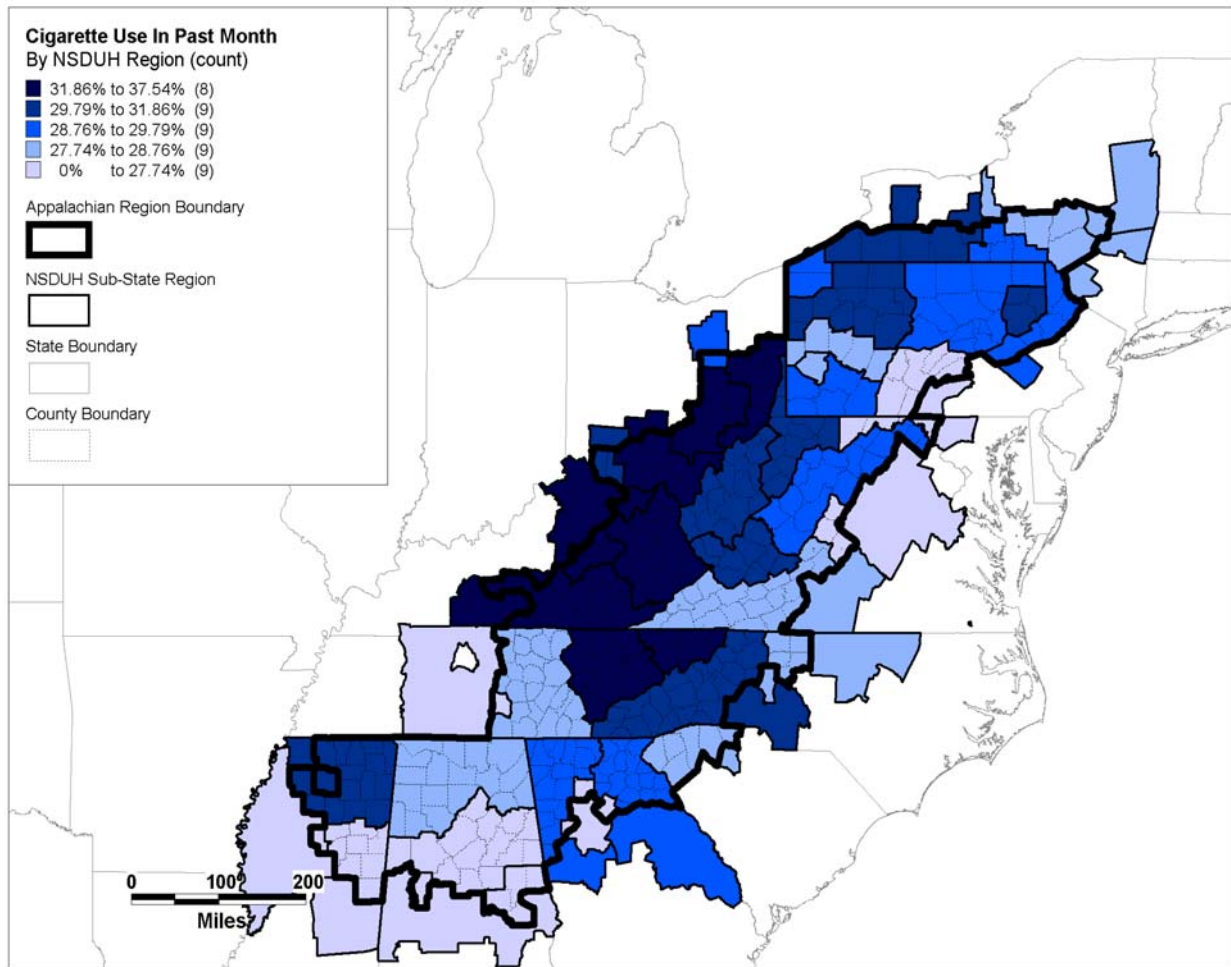 Cigarette Use In Past Month
By NSDUH Region (count)
31.86% to 37.54% (8)
29.79% to 31.86% (9)
28.76% to 29.79% (9)
27.74% to 28.76% (9)
0% to 27.74% (9)
Appalachian Region Boundary
NSDUH Sub-State Region
State Boundary
County Boundary
0 100 200
Miles